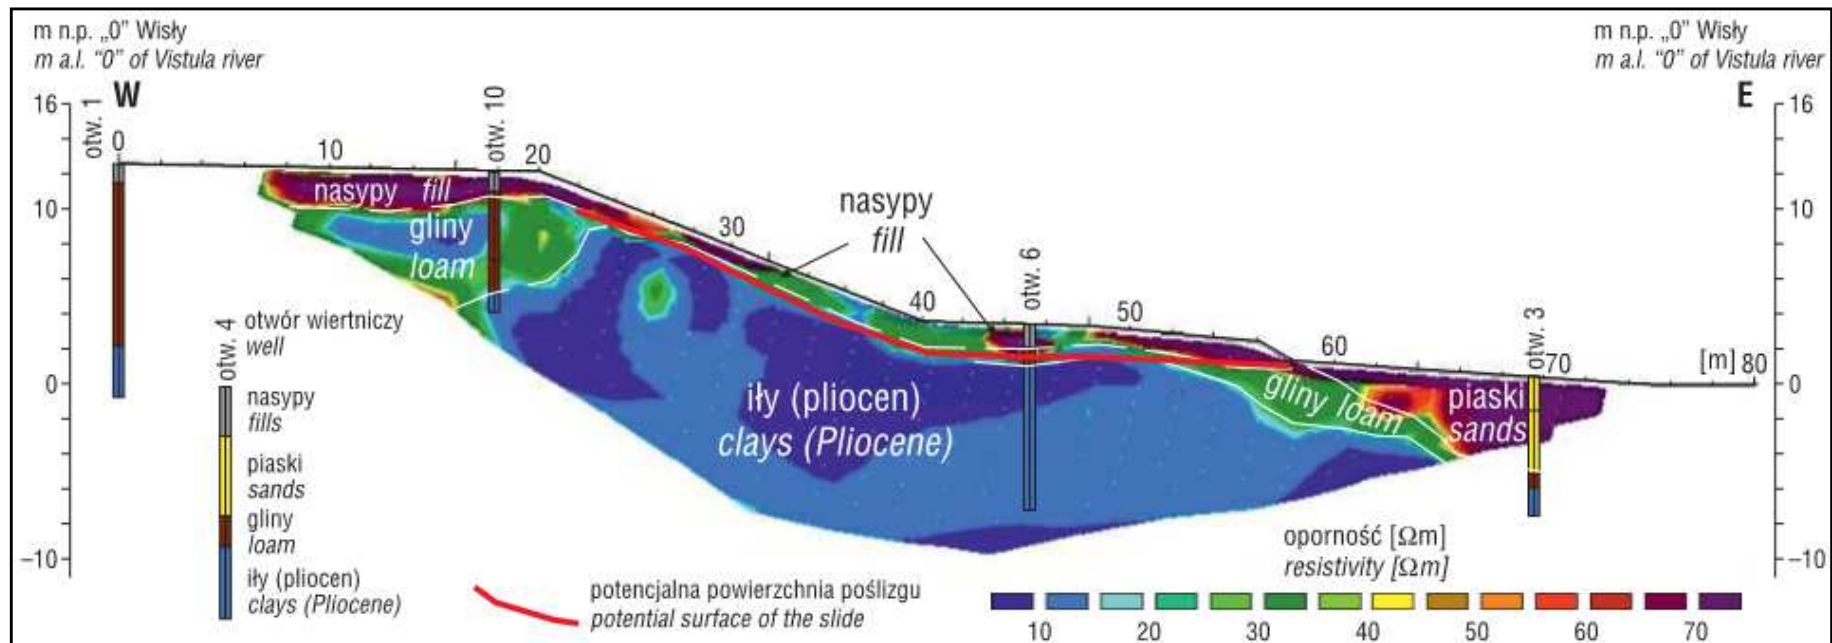 m n.p. „0” Wisły
m a.l. “0” of Vistula river
m n.p. „0” Wisły
m a.l. “0” of Vistula river
W
E
16
10
0
–10
16
10
0
–10
otw. 1
otw. 10
otw. 6
otw. 3
0
10
20
30
40
50
60
70
[m] 80
nasypy fill
gliny
loam
nasypy
fill
iły (pliocen)
clays (Pliocene)
gliny loam
piaski
sands
otw. 4
otwór wiertniczy
well
nasypy
fills
piaski
sands
gliny
loam
iły (pliocen)
clays (Pliocene)
potencjalna powierzchnia poślizgu
potential surface of the slide
oporność [Ωm]
resistivity [Ωm]
10 20 30 40 50 60 70